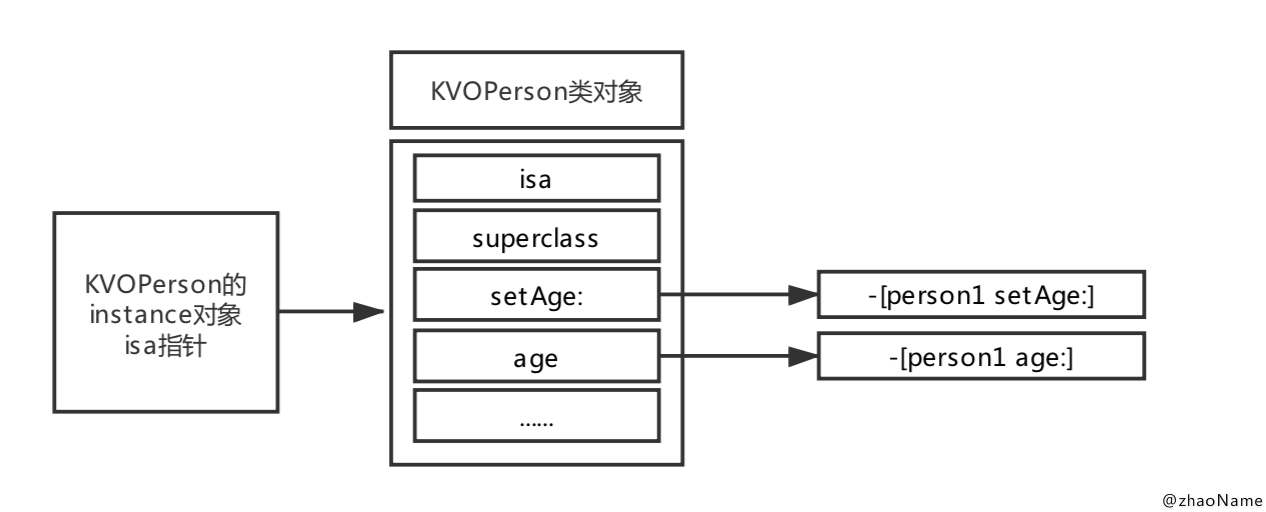 KVOPerson类对象
KVOPerson的
instance对象
isa指针
isa
superclass
setAge:
age
……
-[person1 setAge:]
-[person1 age:]
@zhaoName